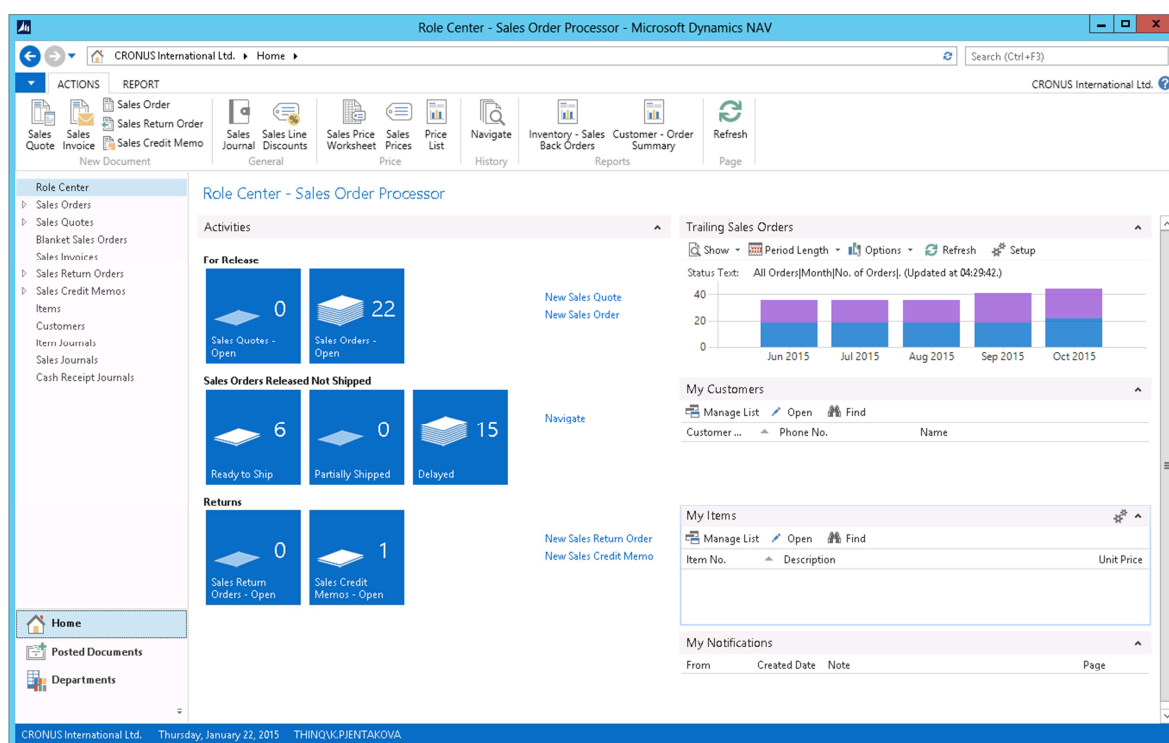 Role Center - Sales Order Processor - Microsoft Dynamics NAV
CRONUS International Ltd. Home
Search (Ctrl+F3)
ACTIONS REPORT
CRONUS International Ltd.
Sales Quote
Sales Invoice
Sales Order
Sales Return Order
Sales Credit Memo
New Document
Sales Journal
Sales Line Discounts
General
Sales Price Worksheet
Sales Prices
Price List
Price
Navigate
History
Inventory - Sales Back Orders
Customer - Order Summary
Reports
Refresh
Page
Role Center
Sales Orders
Sales Quotes
Blanket Sales Orders
Sales Invoices
Sales Return Orders
Sales Credit Memos
Items
Customers
Item Journals
Sales Journals
Cash Receipt Journals
Home
Posted Documents
Departments
Role Center - Sales Order Processor
Activities
For Release
0
Sales Quotes - Open
22
Sales Orders - Open
New Sales Quote
New Sales Order
Sales Orders Released Not Shipped
6
Ready to Ship
0
Partially Shipped
15
Delayed
Navigate
Returns
0
Sales Return Orders - Open
1
Sales Credit Memos - Open
New Sales Return Order
New Sales Credit Memo
Trailing Sales Orders
Show Period Length Options Refresh Setup
Status Text: All Orders|Month|No. of Orders|. (Updated at 04:29:42.)
40
20
0
Jun 2015 Jul 2015 Aug 2015 Sep 2015 Oct 2015
My Customers
Manage List Open Find
Customer ... Phone No. Name
My Items
Manage List Open Find
Item No. Description Unit Price
My Notifications
From Created Date Note Page
CRONUS International Ltd. Thursday, January 22, 2015 THINQ\K.PJENTAKOVA